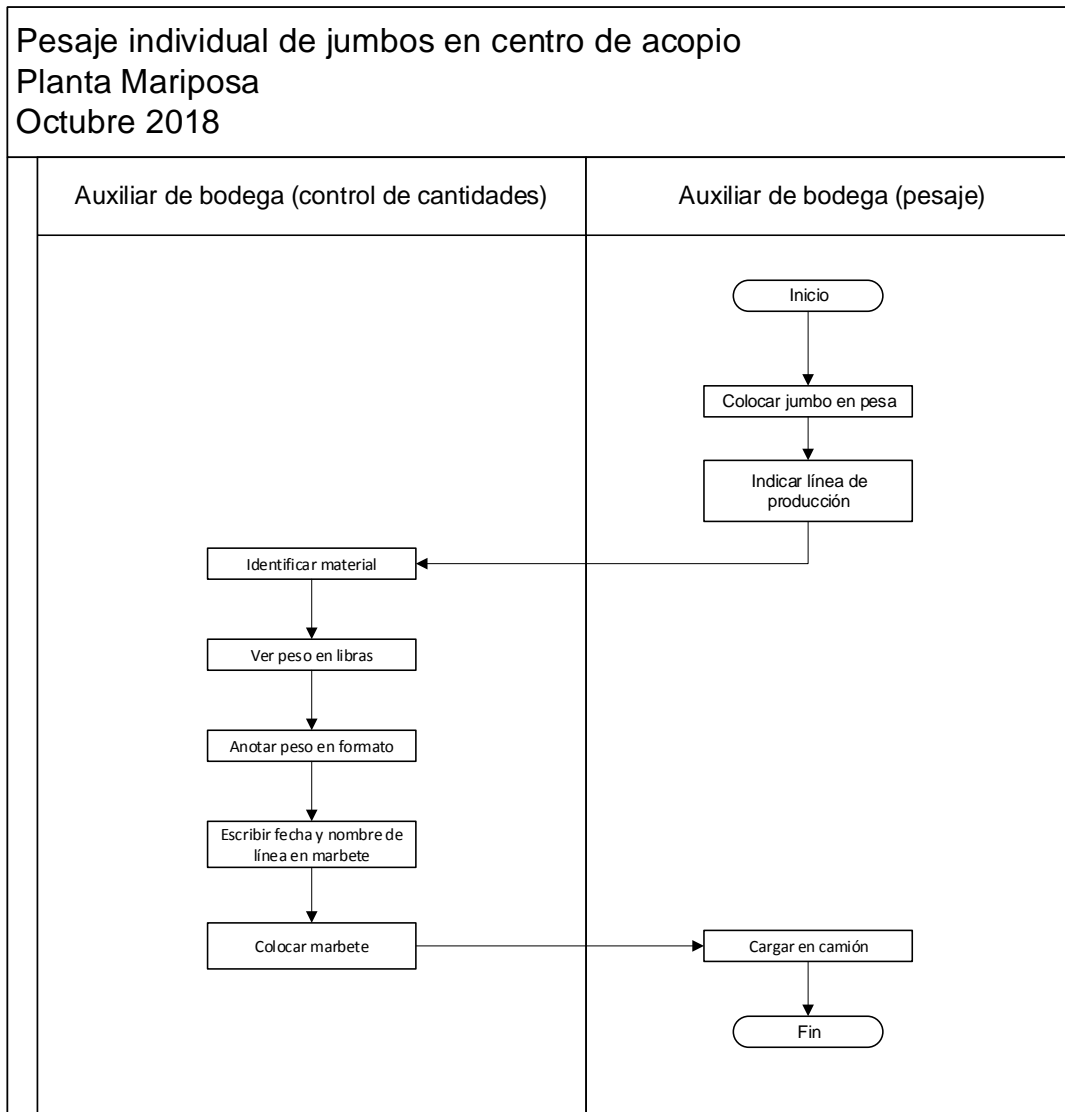 Pesaje individual de jumbos en centro de acopio
Planta Mariposa
Octubre 2018
Auxiliar de bodega (control de cantidades)
Auxiliar de bodega (pesaje)
Inicio
Colocar jumbo en pesa
Indicar línea de
producción
Identificar material
Ver peso en libras
Anotar peso en formato
Escribir fecha y nombre de
línea en marbete
Colocar marbete
Cargar en camión
Fin